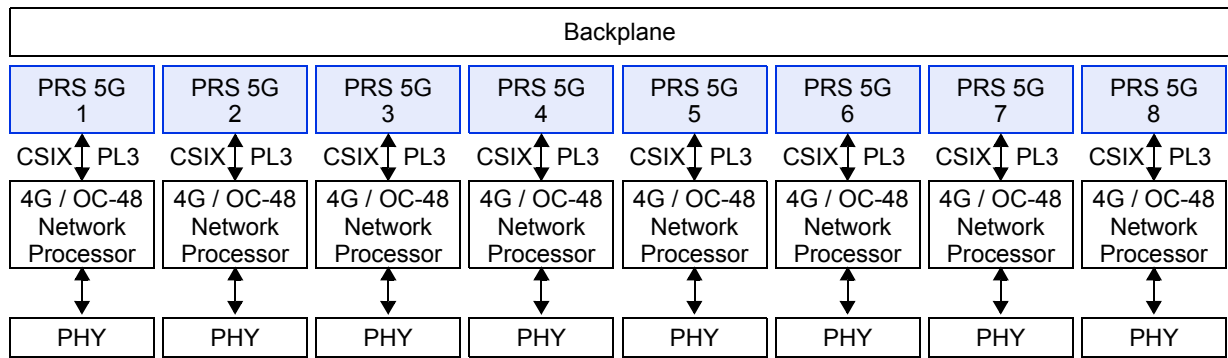 Backplane
PRS 5G PRS 5G PRS 5G PRS 5G PRS 5G PRS 5G PRS 5G PRS 5G
1 2 3 4 5 6 7 8
CSIX PL3 CSIX PL3 CSIX PL3 CSIX PL3 CSIX PL3 CSIX PL3 CSIX PL3 CSIX PL3
4G / OC-48 4G / OC-48 4G / OC-48 4G / OC-48 4G / OC-48 4G / OC-48 4G / OC-48 4G / OC-48
Network Network Network Network Network Network Network Network
Processor Processor Processor Processor Processor Processor Processor Processor
PHY PHY PHY PHY PHY PHY PHY PHY